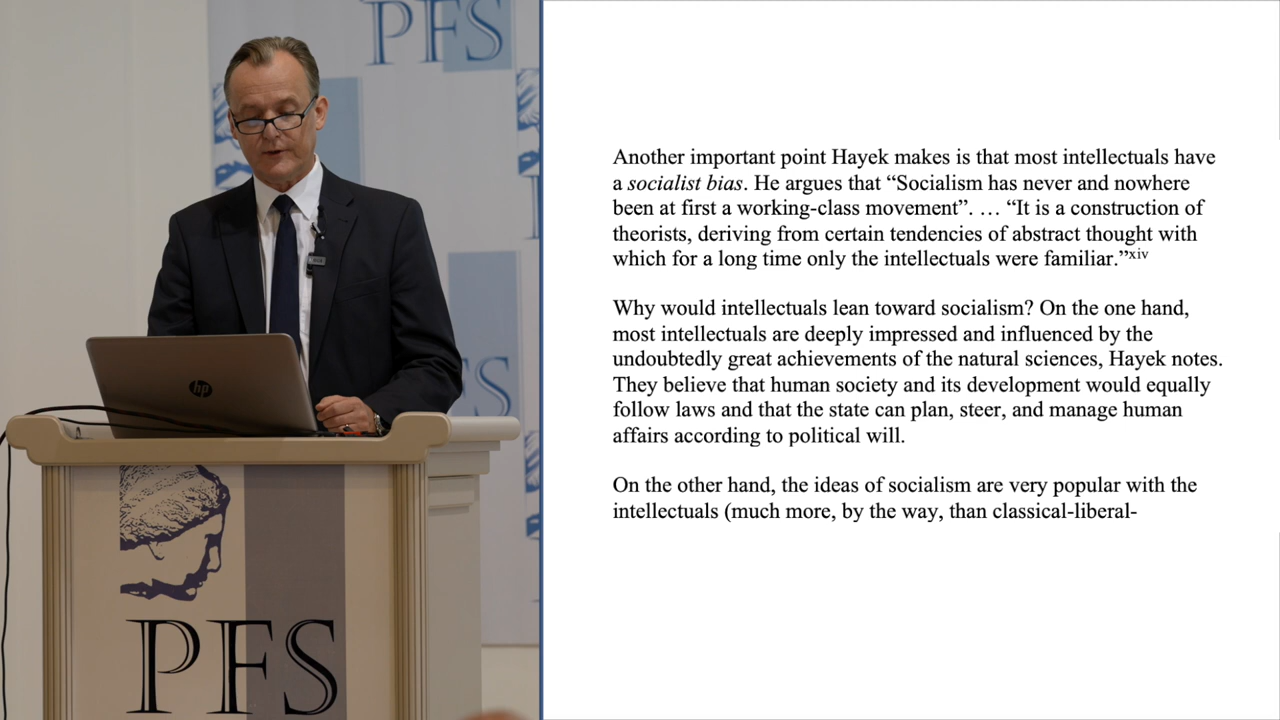 PFS
hp
PFS
PFS
Another important point Hayek makes is that most intellectuals have
a socialist bias. He argues that “Socialism has never and nowhere
been at first a working-class movement”. … “It is a construction of
theorists, deriving from certain tendencies of abstract thought with
which for a long time only the intellectuals were familiar.”xiv
Why would intellectuals lean toward socialism? On the one hand,
most intellectuals are deeply impressed and influenced by the
undoubtedly great achievements of the natural sciences, Hayek notes.
They believe that human society and its development would equally
follow laws and that the state can plan, steer, and manage human
affairs according to political will.
On the other hand, the ideas of socialism are very popular with the
intellectuals (much more, by the way, than classical-liberal-